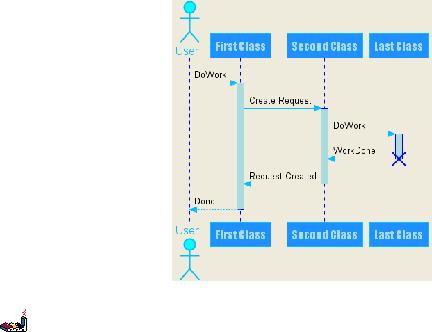 First Class Second Class Last Class
User
DoWork
Create Request
DoWork
WorkDone
Request Created
Done
User
First Class Second Class Last Class